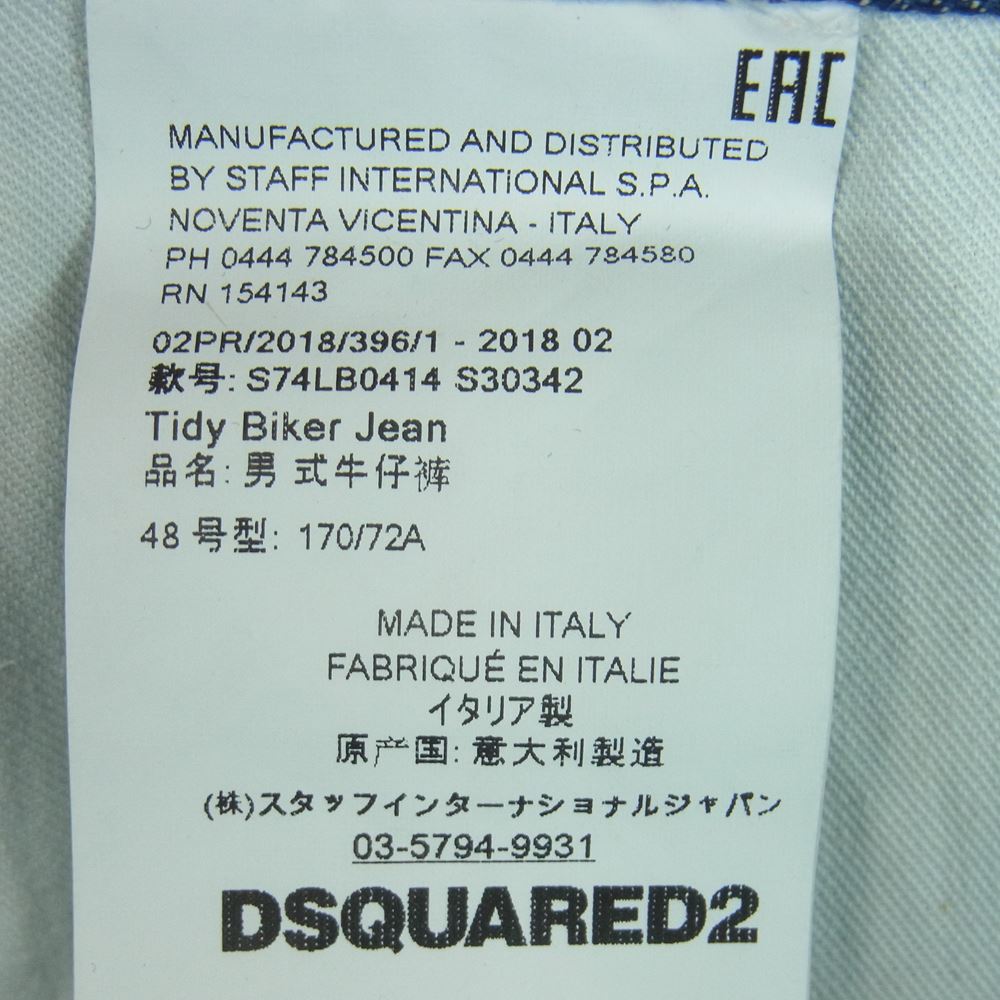 EAC
MANUFACTURED AND DISTRIBUTED
BY STAFF INTERNATIONAL S.P.A.
NOVENTA VICENTINA - ITALY
PH 0444 784500 FAX 0444 784580
RN 154143
02PR/2018/396/1 - 2018 02
款号: S74LB0414 S30342
Tidy Biker Jean
品名: 男 式牛仔裤
48 号型: 170/72A
MADE IN ITALY
FABRIQUÉ EN ITALIE
イタリア製
原产国: 意大利製造
(株)スタッフインターナショナルジャパン
03-5794-9931
DSQUARED2